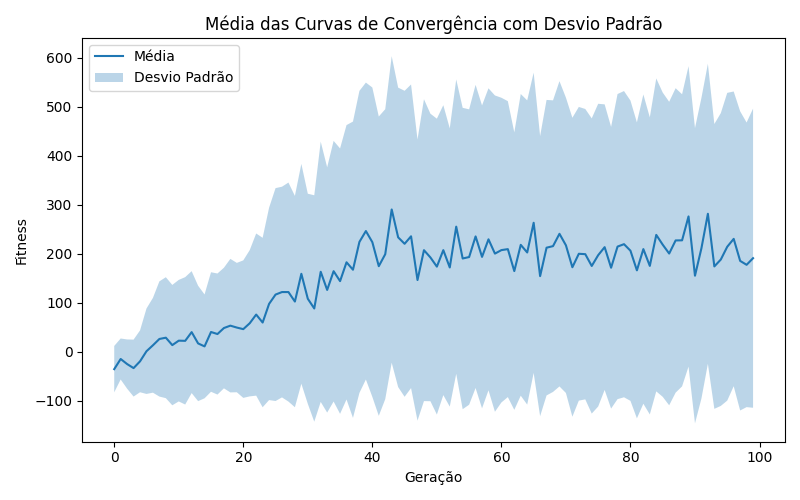 Média das Curvas de Convergência com Desvio Padrão
Média
Desvio Padrão
Fitness
600
500
400
300
200
100
0
−100
0
20
40
60
80
100
Geração